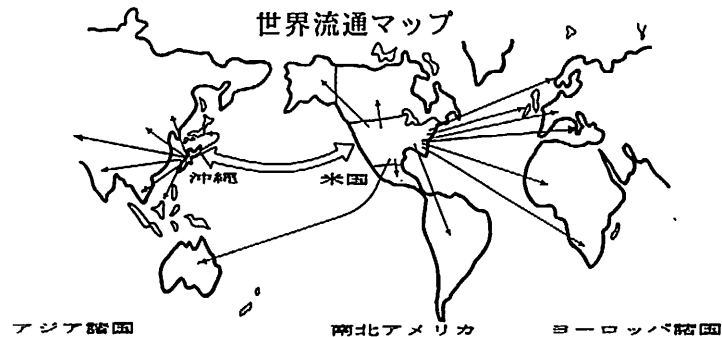 世界流通マップ
沖縄
米国
アジア諸国
南北アメリカ
ヨーロッパ諸国